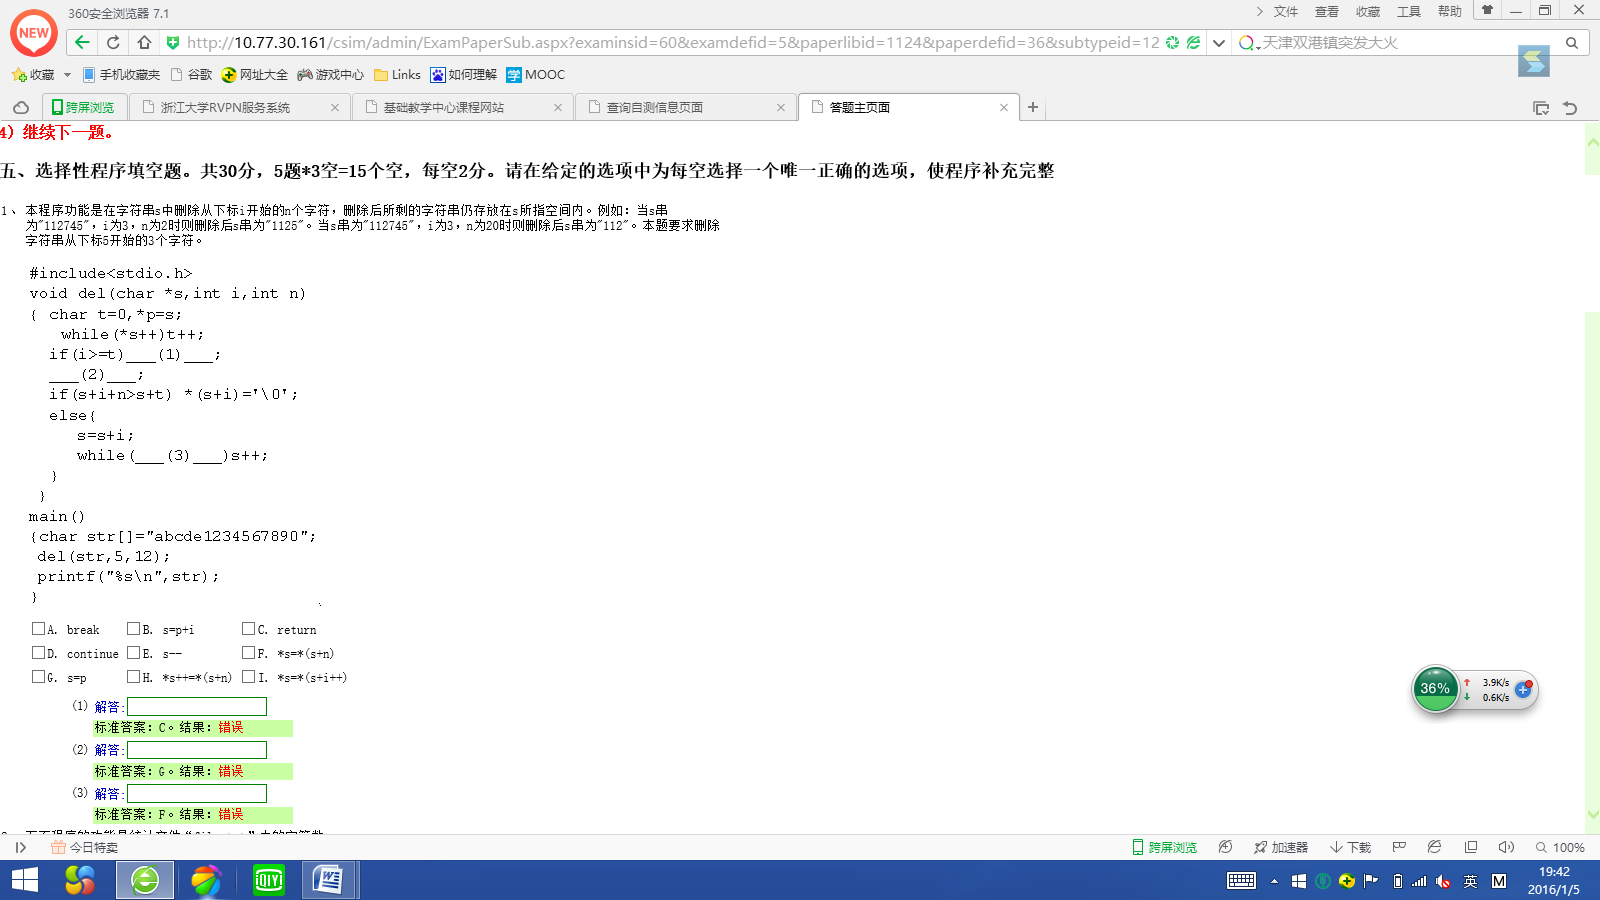 360安全浏览器 7.1
文件 查看 收藏 工具 帮助
NEW
http://10.77.30.161/csim/admin/ExamPaperSub.aspx?examinsid=60&examdefid=5&paperlibid=1124&paperdefid=36&subtypeid=12
天津双港镇突发大火
收藏 手机收藏夹 谷歌 网址大全 游戏中心 Links 如何理解 学 MOOC
跨屏浏览 浙江大学RVPN服务系统 基础教学中心课程网站 查询自测信息页面 答题主页面
4) 继续下一题。
五、选择性程序填空题。共30分，5题*3空=15个空，每空2分。请在给定的选项中为每空选择一个唯一正确的选项，使程序补充完整
1、本程序功能是在字符串s中删除从下标i开始的n个字符，删除后所剩的字符串仍存放在s所指空间内。例如：当s串
为"112745"，i为3，n为2时则删除后s串为"1125"。当s串为"112745"，i为3，n为20时则删除后s串为"112"。本题要求删除
字符串从下标5开始的3个字符。
#include<stdio.h>
void del(char *s,int i,int n)
{ char t=0,*p=s;
while(*s++)t++;
if(i>=t)___(1)___;
___(2)___;
if(s+i+n>s+t) *(s+i)='\0';
else{
s=s+i;
while(___(3)___)s++;
}
}
main()
{char str[]="abcde1234567890";
del(str,5,12);
printf("%s\n",str);
}
A. break B. s=p+i C. return
D. continue E. s-- F. *s=*(s+n)
G. s=p H. *s++=*(s+n) I. *s=*(s+i++)
(1) 解答:
标准答案：C。结果：错误
(2) 解答:
标准答案：G。结果：错误
(3) 解答:
标准答案：F。结果：错误
36% 3.9K/s
0.6K/s
今日特卖 跨屏浏览 加速器 下载 100%
QIY 英 M 19:42
2016/1/5